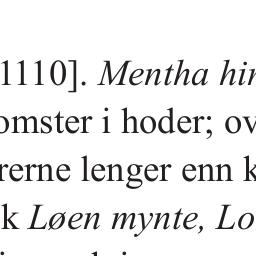 1110]. Mentha hir
omster i hoder; ov
rerne lenger enn k
k Løen mynte, Lo